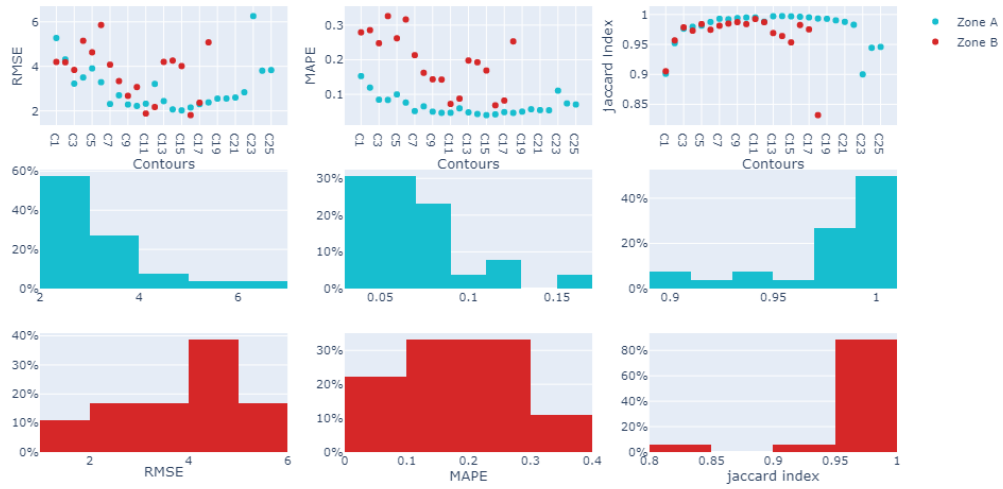 RMSE
6
4
2
C1
C3
C5
C7
C9
C11
C13
C15
C17
C19
C21
C23
C25
Contours
MAPE
0.3
0.2
0.1
C1
C3
C5
C7
C9
C11
C13
C15
C17
C19
C21
C23
C25
Contours
Jaccard Index
1
0.95
0.9
0.85
C1
C3
C5
C7
C9
C11
C13
C15
C17
C19
C21
C23
C25
Contours
Zone A
Zone B
60%
40%
20%
0%
2
4
6
30%
20%
10%
0%
0.05
0.1
0.15
40%
20%
0%
0.9
0.95
1
40%
30%
20%
10%
0%
2
4
6
RMSE
30%
20%
10%
0%
0
0.1
0.2
0.3
0.4
MAPE
80%
60%
40%
20%
0%
0.8
0.85
0.9
0.95
1
jaccard index